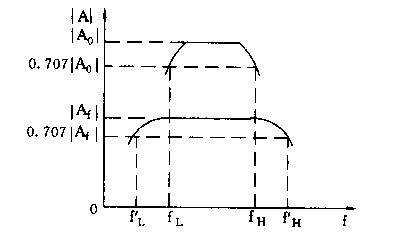 |A|
|A₀|
0.707|A₀|
|A_f|
0.707|A_f|
0
f'_L f_L f_H f'_H f